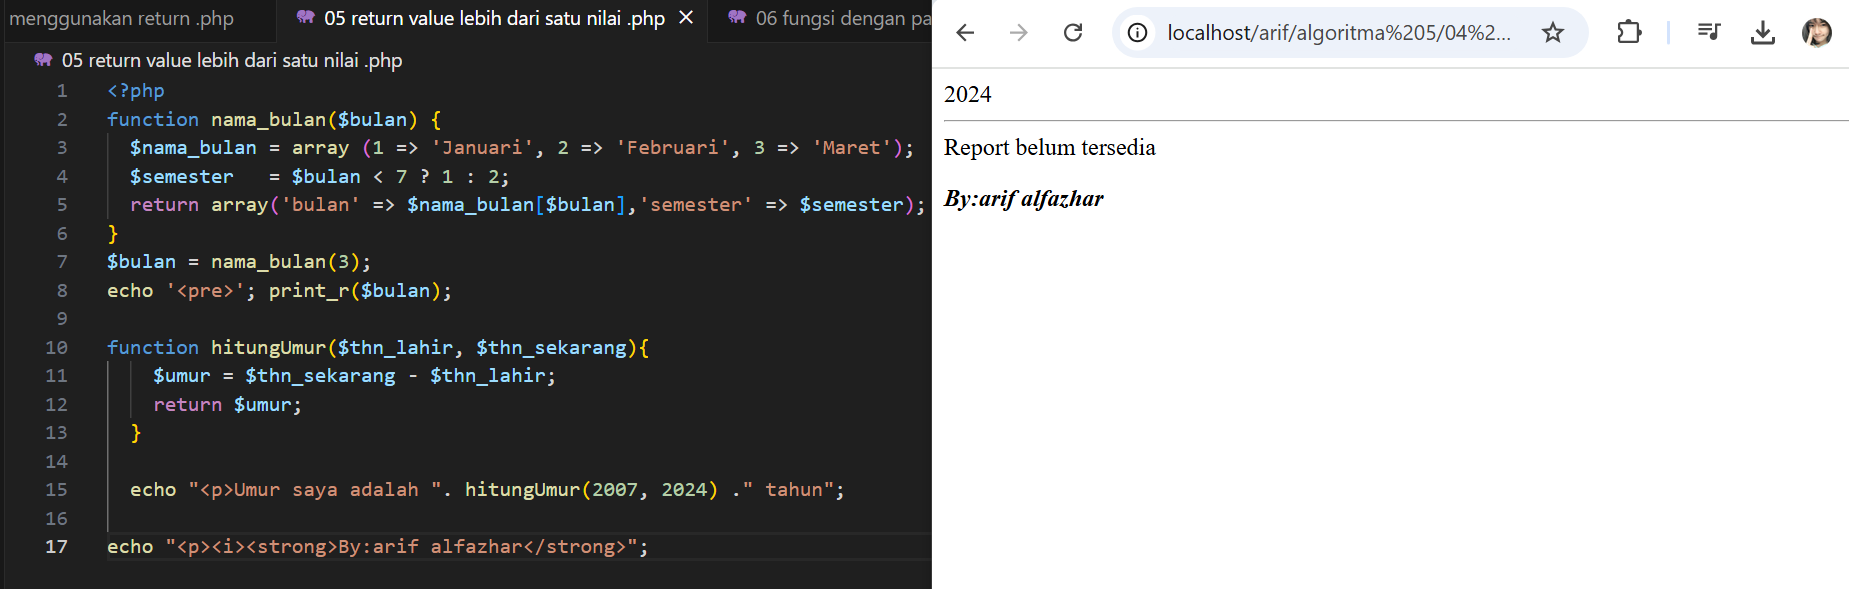 menggunakan return .php
05 return value lebih dari satu nilai .php
06 fungsi dengan pa
05 return value lebih dari satu nilai .php
1 <?php
2 function nama_bulan($bulan) {
3 $nama_bulan = array (1 => 'Januari', 2 => 'Februari', 3 => 'Maret');
4 $semester   = $bulan < 7 ? 1 : 2;
5 return array('bulan' => $nama_bulan[$bulan],'semester' => $semester);
6 }
7 $bulan = nama_bulan(3);
8 echo '<pre>'; print_r($bulan);
9
10 function hitungUmur($thn_lahir, $thn_sekarang){
11 $umur = $thn_sekarang - $thn_lahir;
12 return $umur;
13 }
14
15 echo "<p>Umur saya adalah ". hitungUmur(2007, 2024) ." tahun";
16
17 echo "<p><i><strong>By:arif alfazhar</strong>";
localhost/arif/algoritma%205/04%2...
2024
Report belum tersedia
By:arif alfazhar